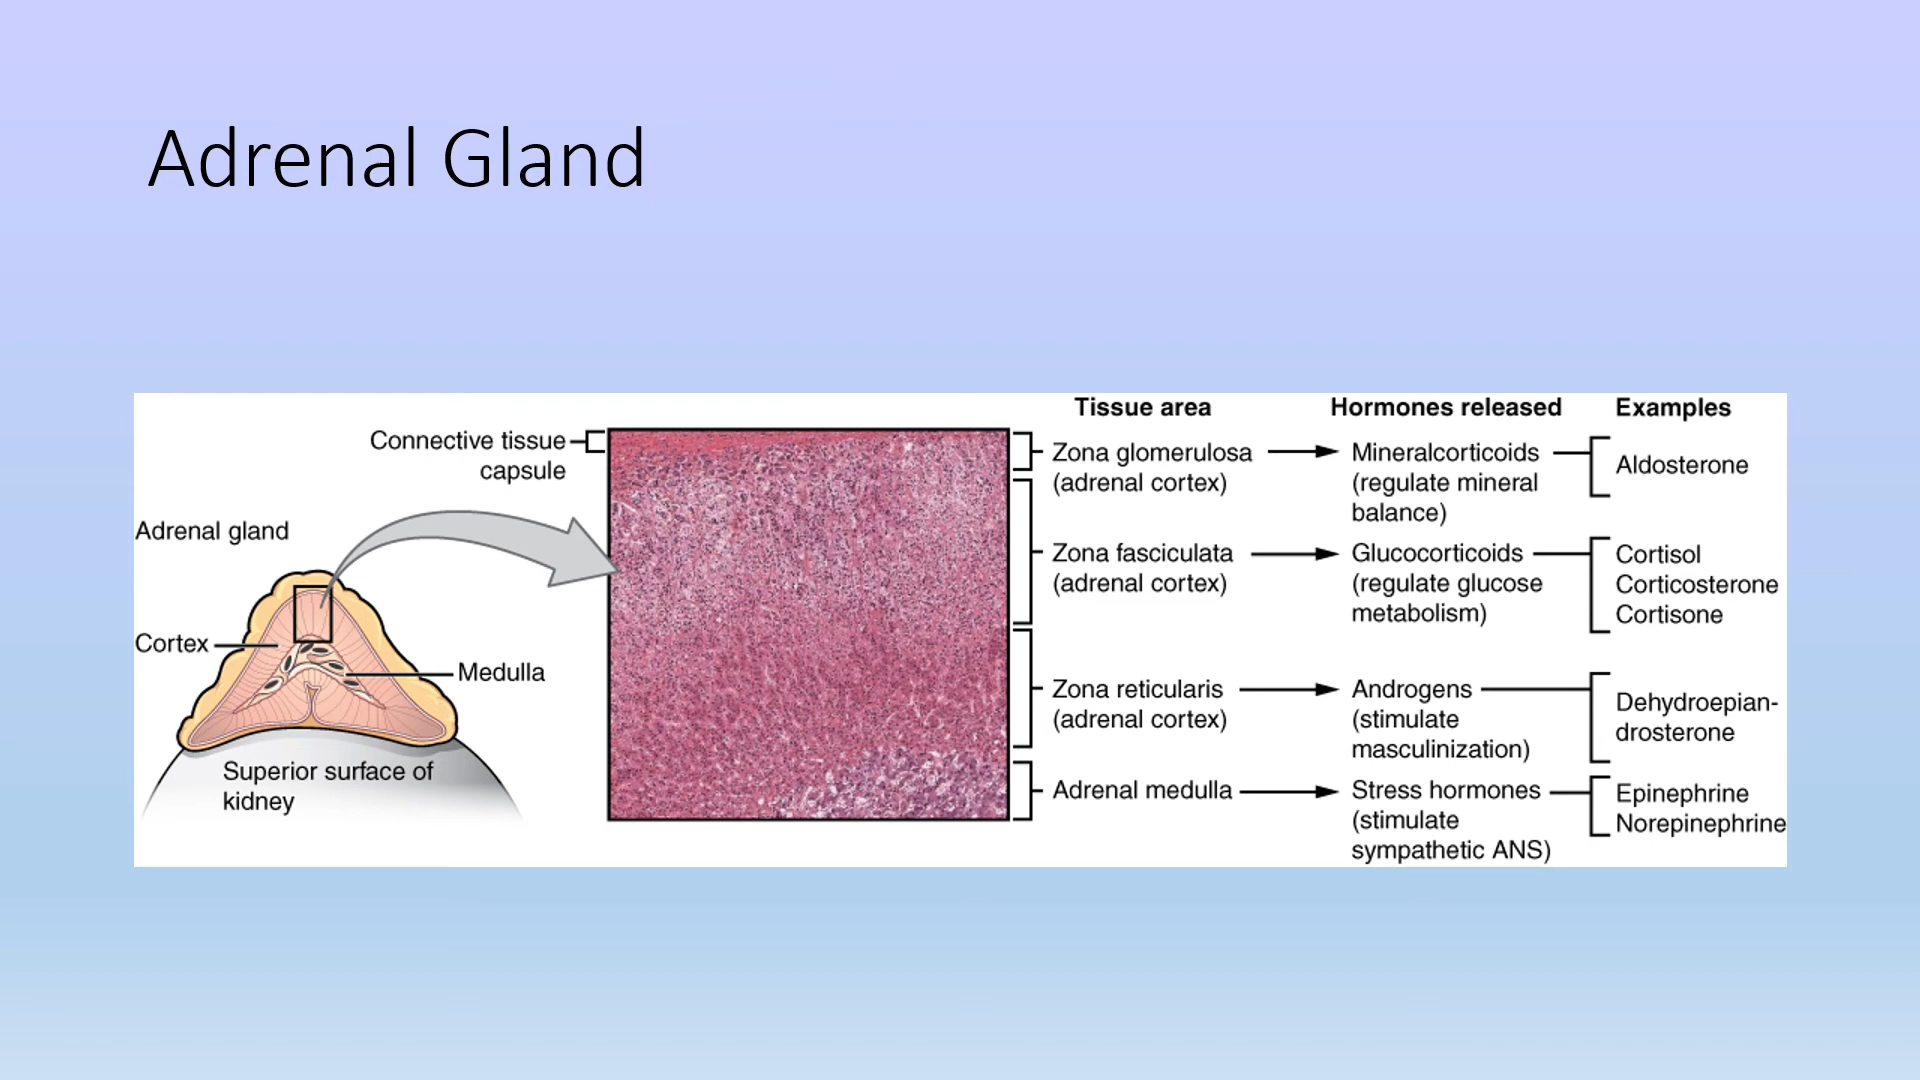 Adrenal Gland
Connective tissue
capsule
Adrenal gland
Cortex
Medulla
Superior surface of
kidney
Tissue area
Hormones released
Examples
Zona glomerulosa
(adrenal cortex)
Mineralcorticoids
(regulate mineral
balance)
Aldosterone
Zona fasciculata
(adrenal cortex)
Glucocorticoids
(regulate glucose
metabolism)
Cortisol
Corticosterone
Cortisone
Zona reticularis
(adrenal cortex)
Androgens
(stimulate
masculinization)
Dehydroepian-
drosterone
Adrenal medulla
Stress hormones
(stimulate
sympathetic ANS)
Epinephrine
Norepinephrine